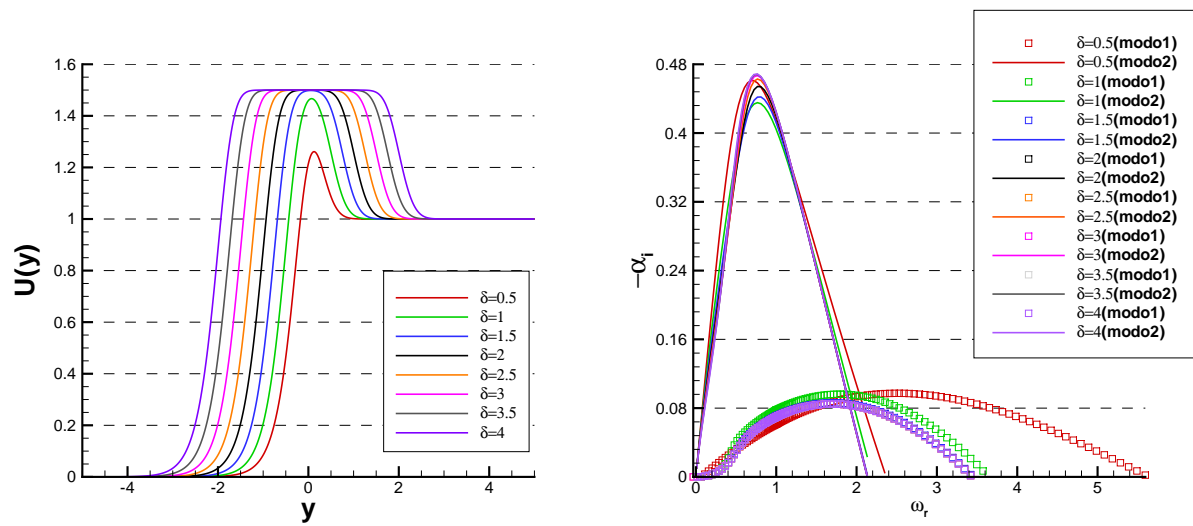 U(y)
1.6
1.4
1.2
1
0.8
0.6
0.4
0.2
0
-4
-2
0
2
4
y
δ=0.5
δ=1
δ=1.5
δ=2
δ=2.5
δ=3
δ=3.5
δ=4
−αi
0.48
0.4
0.32
0.24
0.16
0.08
0
0
1
2
3
4
5
ωr
δ=0.5(modo1)
δ=0.5(modo2)
δ=1(modo1)
δ=1(modo2)
δ=1.5(modo1)
δ=1.5(modo2)
δ=2(modo1)
δ=2(modo2)
δ=2.5(modo1)
δ=2.5(modo2)
δ=3(modo1)
δ=3(modo2)
δ=3.5(modo1)
δ=3.5(modo2)
δ=4(modo1)
δ=4(modo2)